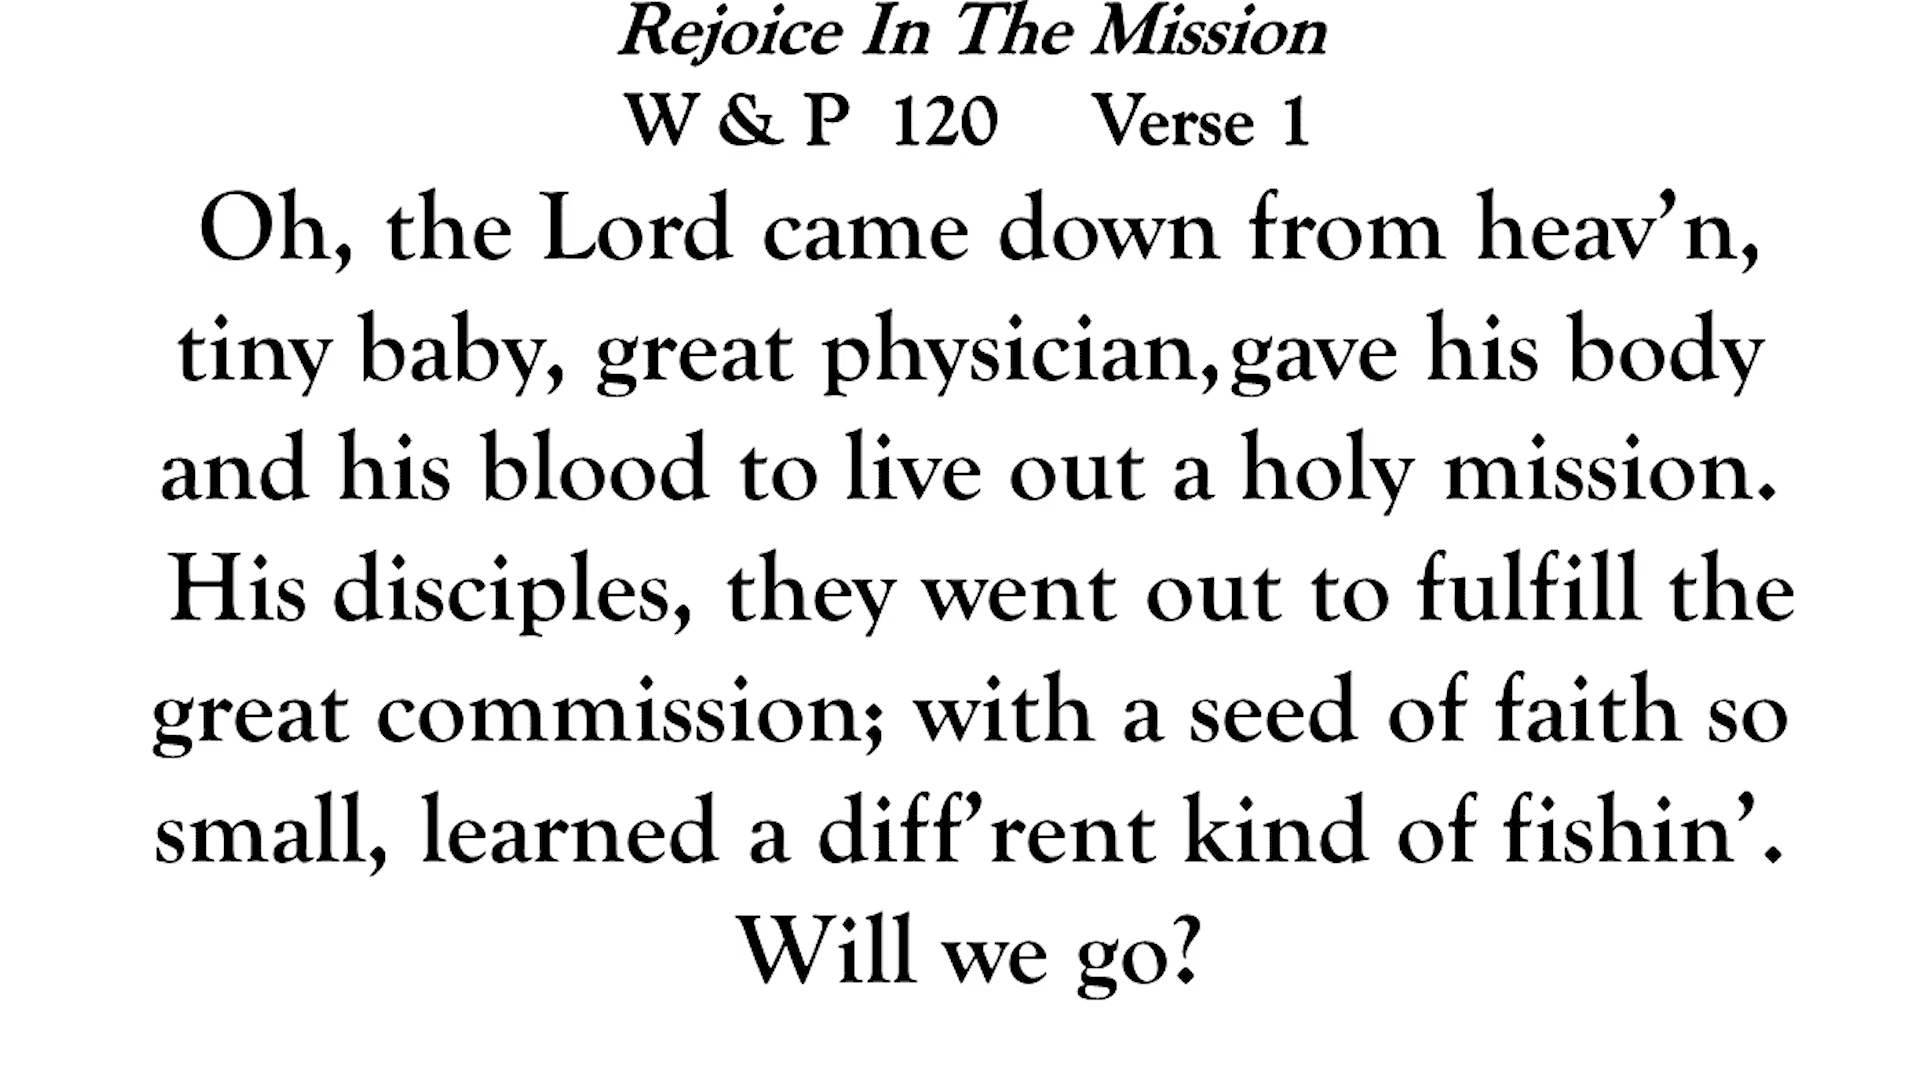 Rejoice In The Mission
W & P 120 Verse 1
Oh, the Lord came down from heav’n,
tiny baby, great physician,gave his body
and his blood to live out a holy mission.
His disciples, they went out to fulfill the
great commission; with a seed of faith so
small, learned a diff’rent kind of fishin’.
Will we go?